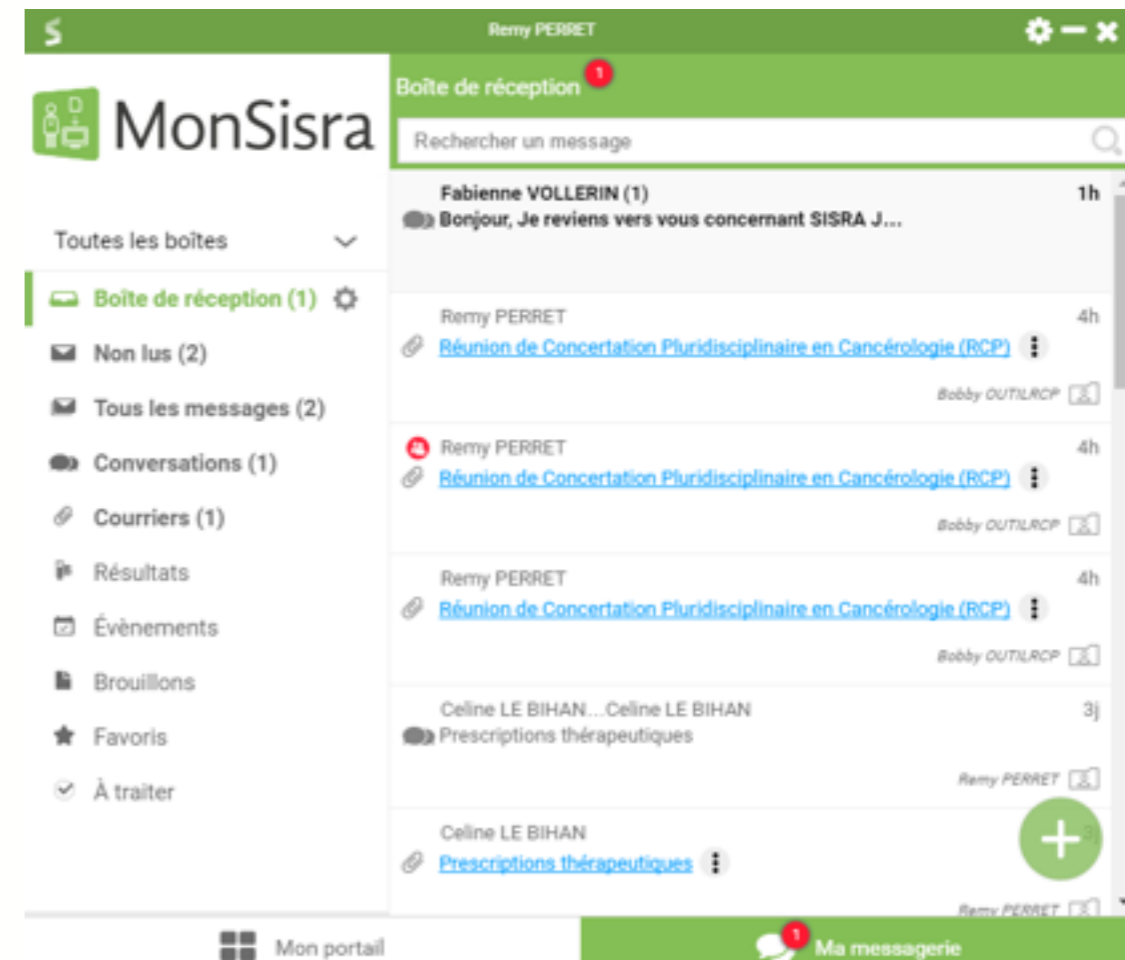 Remy PERRET
MonSisra
Toutes les boîtes
Boîte de réception (1)
Non lus (2)
Tous les messages (2)
Conversations (1)
Courriers (1)
Résultats
Évènements
Brouillons
Favoris
À traiter
Boîte de réception 1
Rechercher un message
Fabienne VOLLERIN (1) 1h
Bonjour, Je reviens vers vous concernant SISRA J...
Remy PERRET 4h
Réunion de Concertation Pluridisciplinaire en Cancérologie (RCP)
Bobby OUTILRCP
Remy PERRET 4h
Réunion de Concertation Pluridisciplinaire en Cancérologie (RCP)
Bobby OUTILRCP
Remy PERRET 4h
Réunion de Concertation Pluridisciplinaire en Cancérologie (RCP)
Bobby OUTILRCP
Celine LE BIHAN...Celine LE BIHAN 3j
Prescriptions thérapeutiques
Remy PERRET
Celine LE BIHAN 3j
Prescriptions thérapeutiques
Remy PERRET
Mon portail
1 Ma messagerie